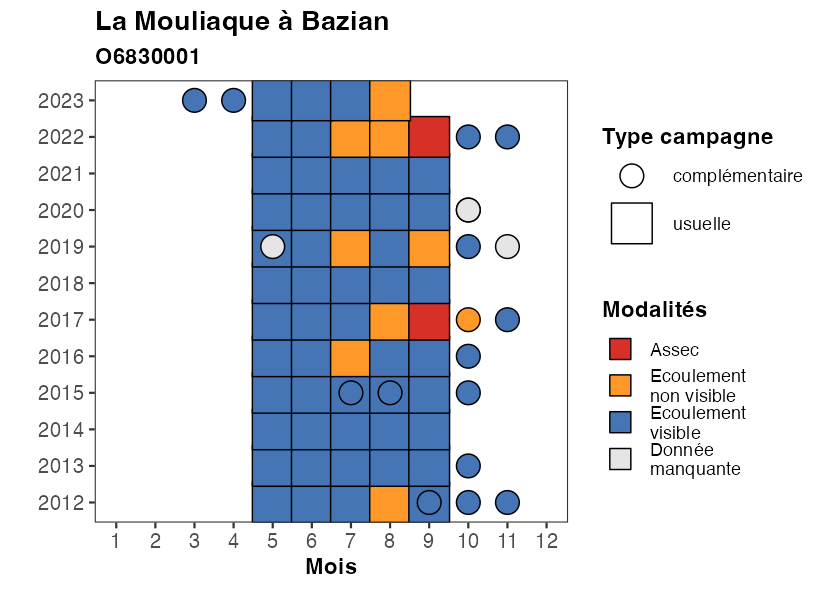 La Mouliaque à Bazian
O6830001
2023
2022
2021
2020
2019
2018
2017
2016
2015
2014
2013
2012
1 2 3 4 5 6 7 8 9 10 11 12
Mois
Type campagne
complémentaire
usuelle
Modalités
Assec
Ecoulement
non visible
Ecoulement
visible
Donnée
manquante